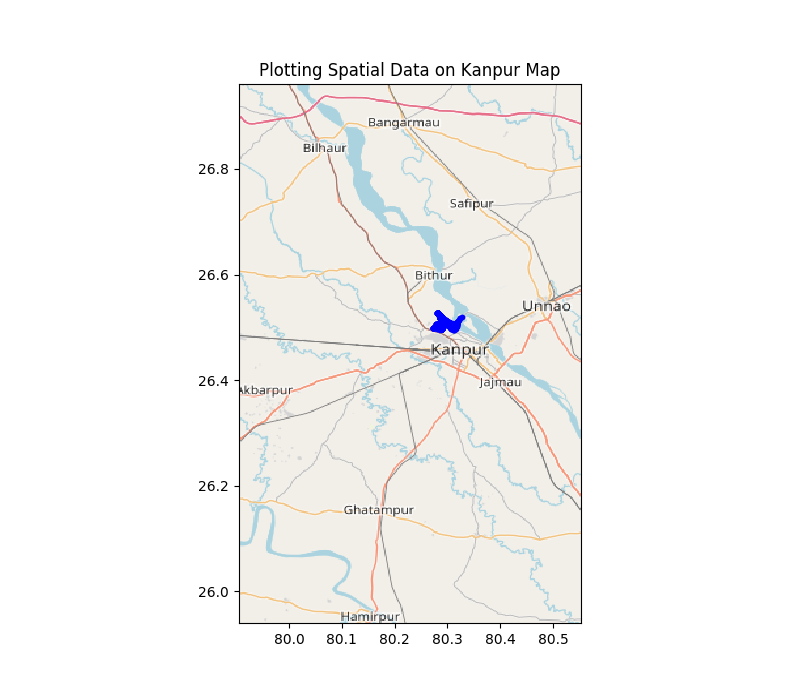 Plotting Spatial Data on Kanpur Map
Bangarmau
Bilhaur
26.8
Safipur
26.6
Bithur
Unnao
Kanpur
26.4
Jajmau
Akbarpur
26.2
Ghatampur
26.0
Hamirpur
80.0 80.1 80.2 80.3 80.4 80.5